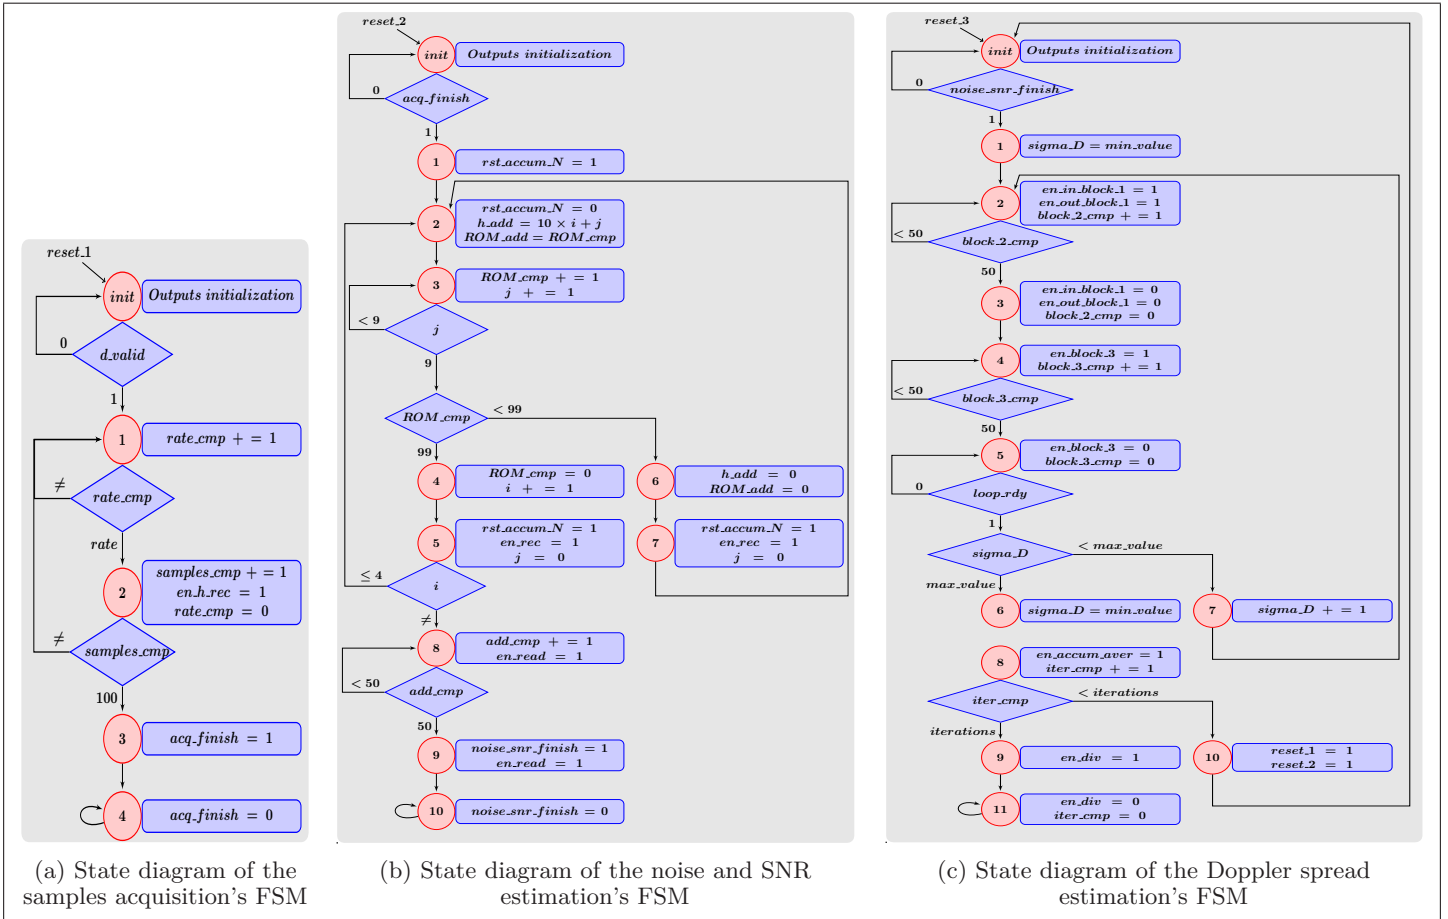 reset_1
init
Outputs initialization
0
d_valid
1
1
rate_cmp + = 1
≠
rate_cmp
rate
2
samples_cmp + = 1
en_h_rec = 1
rate_cmp = 0
≠
samples_cmp
100
3
acq_finish = 1
4
acq_finish = 0
(a) State diagram of the
samples acquisition's FSM
reset_2
init
Outputs initialization
0
acq_finish
1
1
rst_accum_N = 1
2
rst_accum_N = 0
h_add = 10 × i + j
ROM_add = ROM_cmp
3
ROM_cmp + = 1
j + = 1
< 9
j
9
ROM_cmp
< 99
99
4
ROM_cmp = 0
i + = 1
6
h_add = 0
ROM_add = 0
5
rst_accum_N = 1
en_rec = 1
j = 0
7
rst_accum_N = 1
en_rec = 1
j = 0
≤ 4
i
≠
8
add_cmp + = 1
en_read = 1
< 50
add_cmp
50
9
noise_snr_finish = 1
en_read = 1
10
noise_snr_finish = 0
(b) State diagram of the noise and SNR
estimation's FSM
reset_3
init
Outputs initialization
0
noise_snr_finish
1
1
sigma_D = min_value
2
en_in_block_1 = 1
en_out_block_1 = 1
block_2_cmp + = 1
< 50
block_2_cmp
50
3
en_in_block_1 = 0
en_out_block_1 = 0
block_2_cmp = 0
4
en_block_3 = 1
block_3_cmp + = 1
< 50
block_3_cmp
50
5
en_block_3 = 0
block_3_cmp = 0
0
loop_rdy
1
sigma_D
< max_value
max_value
6
sigma_D = min_value
7
sigma_D + = 1
8
en_accum_aver = 1
iter_cmp + = 1
iter_cmp
< iterations
iterations
9
en_div = 1
10
reset_1 = 1
reset_2 = 1
11
en_div = 0
iter_cmp = 0
(c) State diagram of the Doppler spread
estimation's FSM